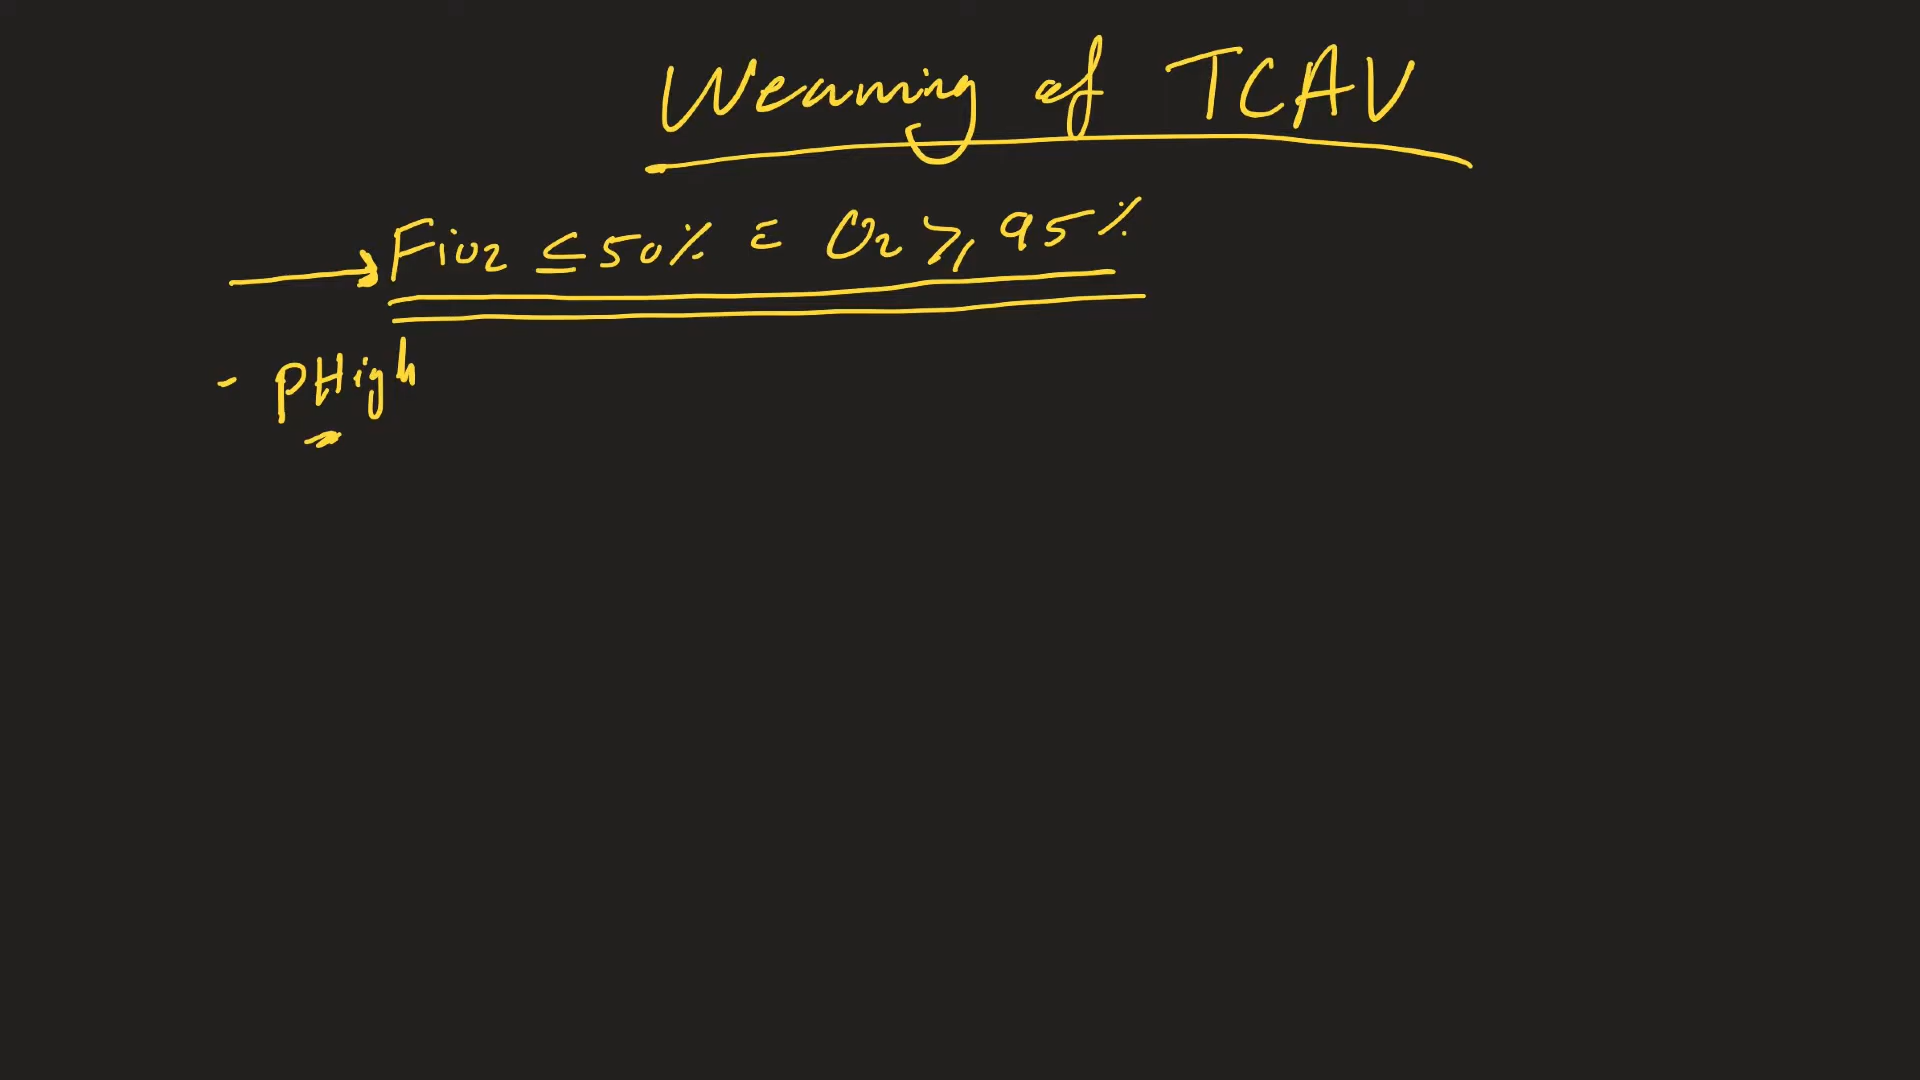 Weaning of TCAV
Fio2 ≤ 50% c̄ O2 ≥ 95%
- PHigh